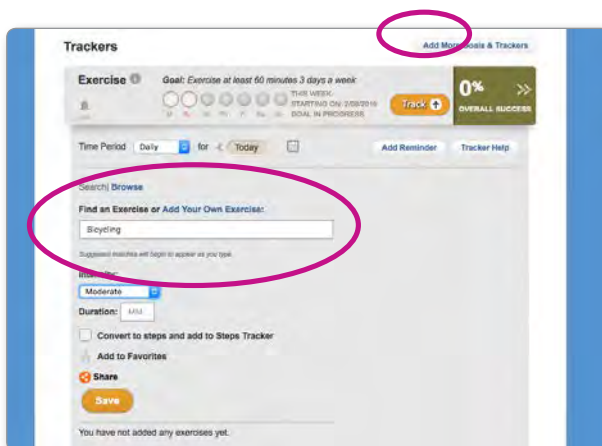 Trackers
Add More Goals & Trackers
Exercise
Goal: Exercise at least 60 minutes 3 days a week
THIS WEEK
STARTING ON: 2/08/2016
GOAL IN PROGRESS
Track
0%
OVERALL SUCCESS
Time Period Daily for Today
Add Reminder Tracker Help
Search| Browse
Find an Exercise or Add Your Own Exercise:
Bicycling
Suggested matches will begin to appear as you type.
Intensity:
Moderate
Duration: MM
Convert to steps and add to Steps Tracker
Add to Favorites
Share
Save
You have not added any exercises yet.